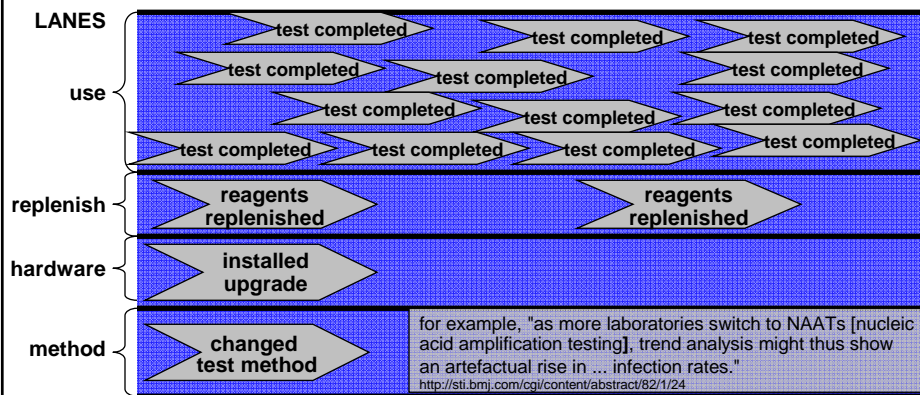 LANES
use
test completed
test completed
test completed
test completed
test completed
test completed
test completed
test completed
test completed
test completed
test completed
test completed
test completed
test completed
replenish
reagents
replenished
reagents
replenished
hardware
installed
upgrade
method
changed
test method
for example, "as more laboratories switch to NAATs [nucleic
acid amplification testing], trend analysis might thus show
an artefactual rise in ... infection rates."
http://sti.bmj.com/cgi/content/abstract/82/1/24